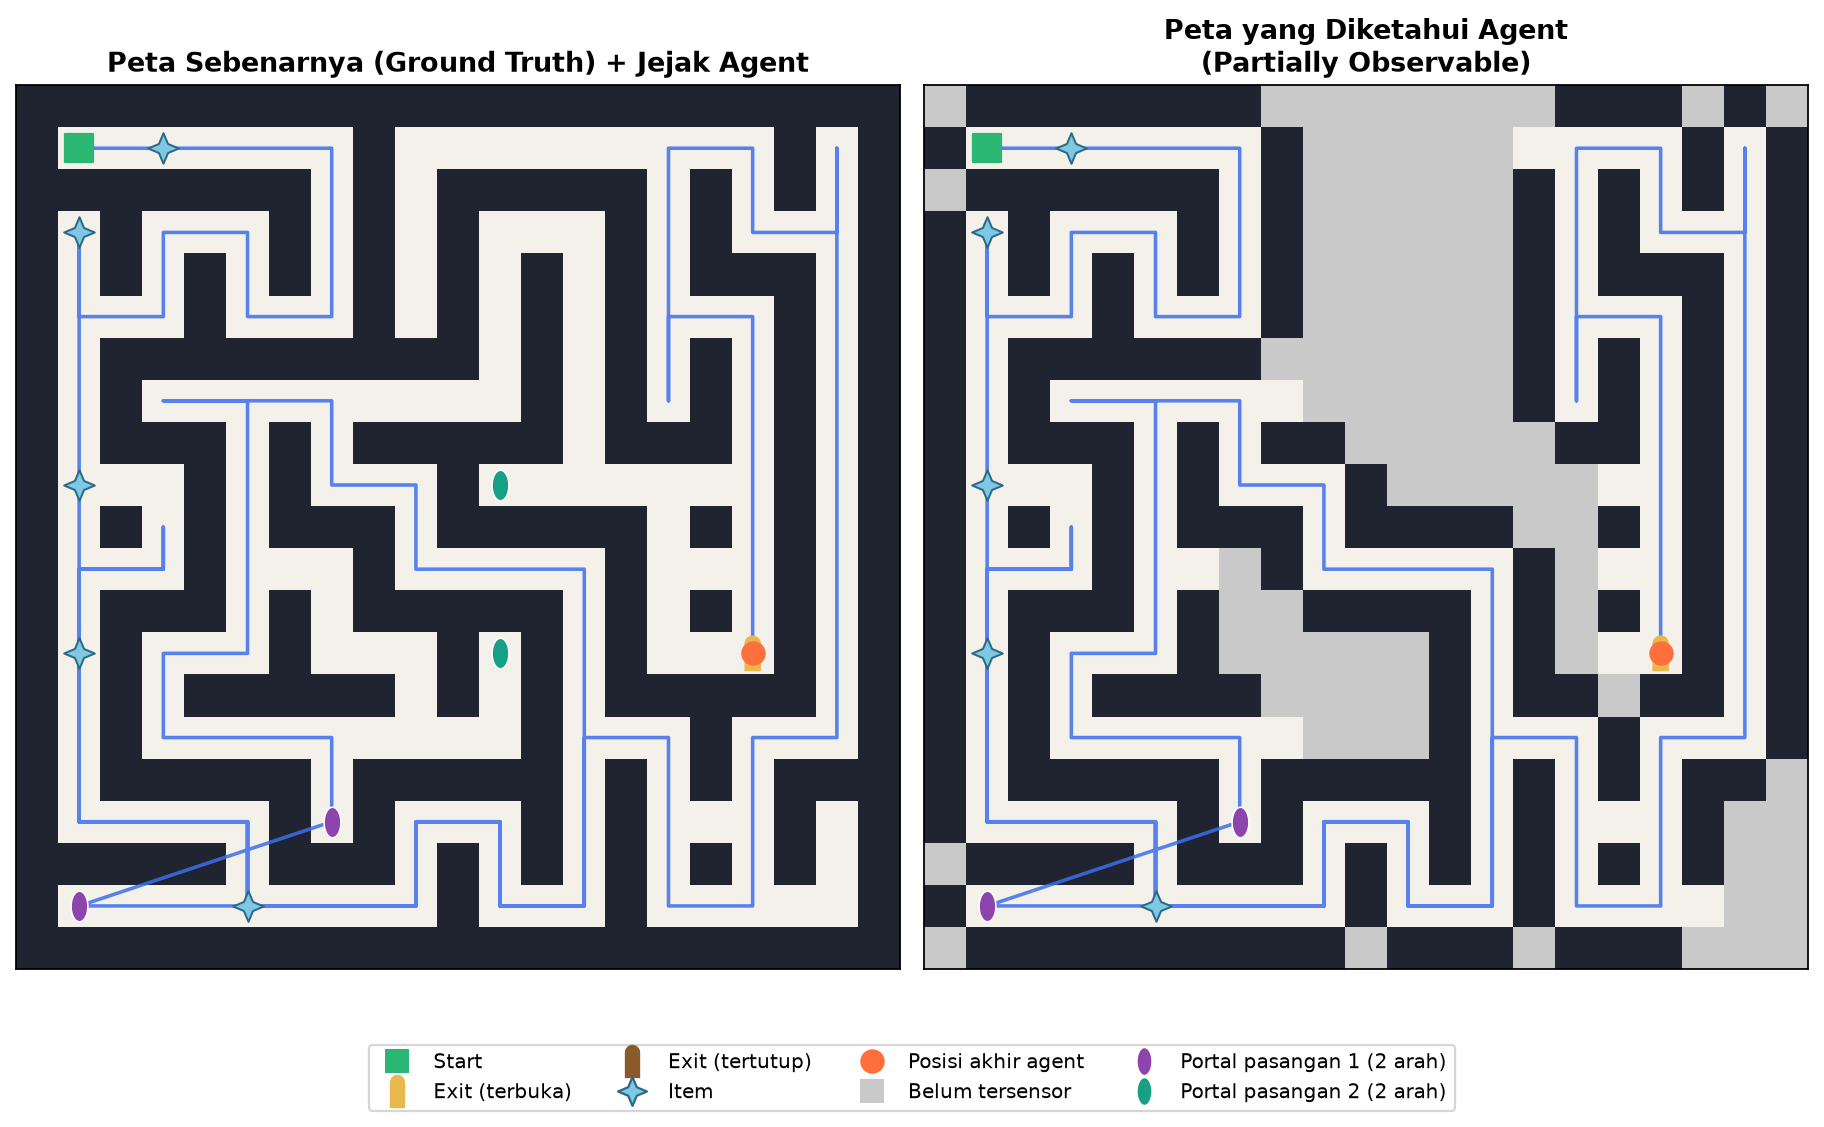 Peta Sebenarnya (Ground Truth) + Jejak Agent
Peta yang Diketahui Agent
(Partially Observable)
Start
Exit (terbuka)
Exit (tertutup)
Item
Posisi akhir agent
Belum tersensor
Portal pasangan 1 (2 arah)
Portal pasangan 2 (2 arah)